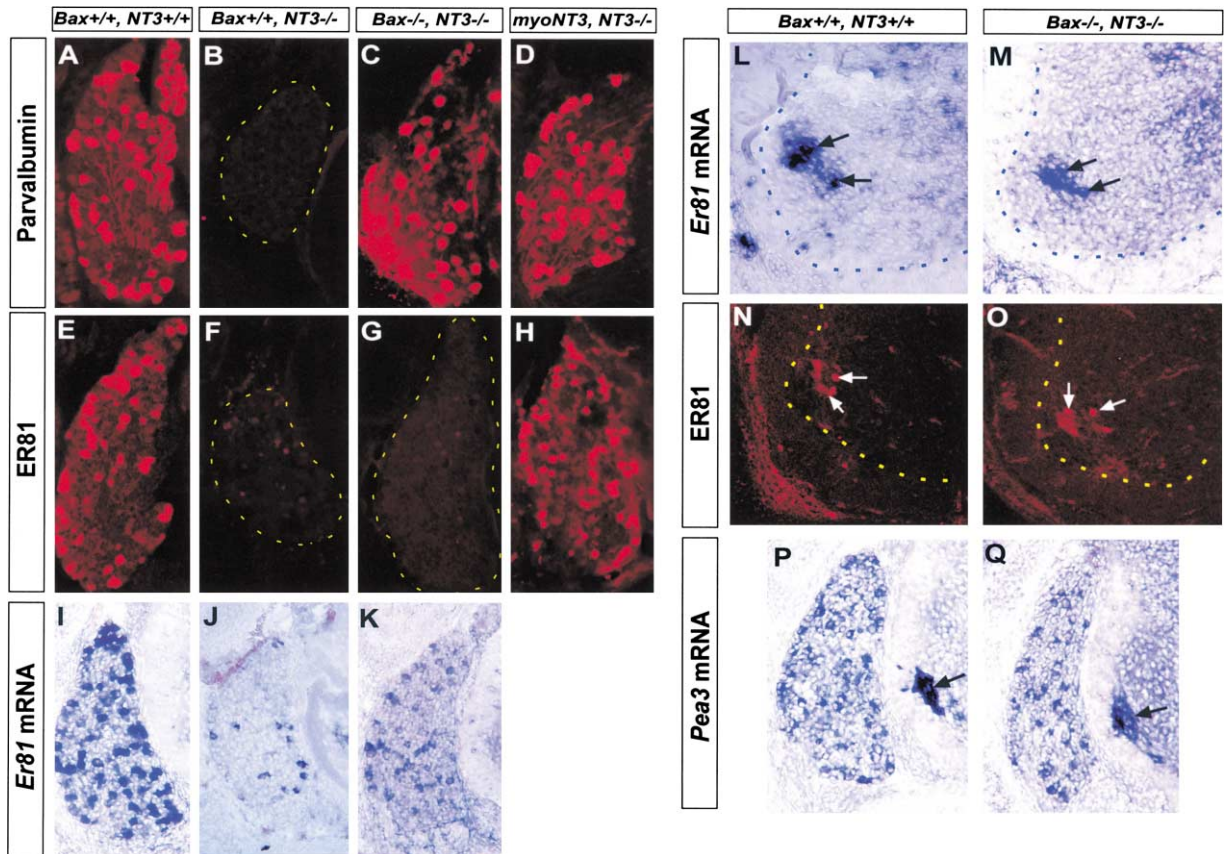 Bax+/+, NT3+/+
Bax+/+, NT3-/-
Bax-/-, NT3-/-
myoNT3, NT3-/-
Parvalbumin
A
B
C
D
ER81
E
F
G
H
Er81 mRNA
I
J
K
Bax+/+, NT3+/+
Bax-/-, NT3-/-
Er81 mRNA
L
M
ER81
N
O
Pea3 mRNA
P
Q